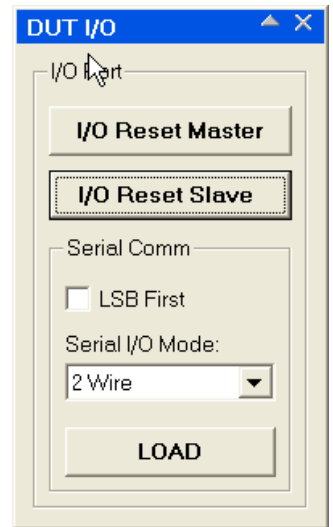 DUT I/O
I/O Port
I/O Reset Master
I/O Reset Slave
Serial Comm
LSB First
Serial I/O Mode:
2 Wire
LOAD